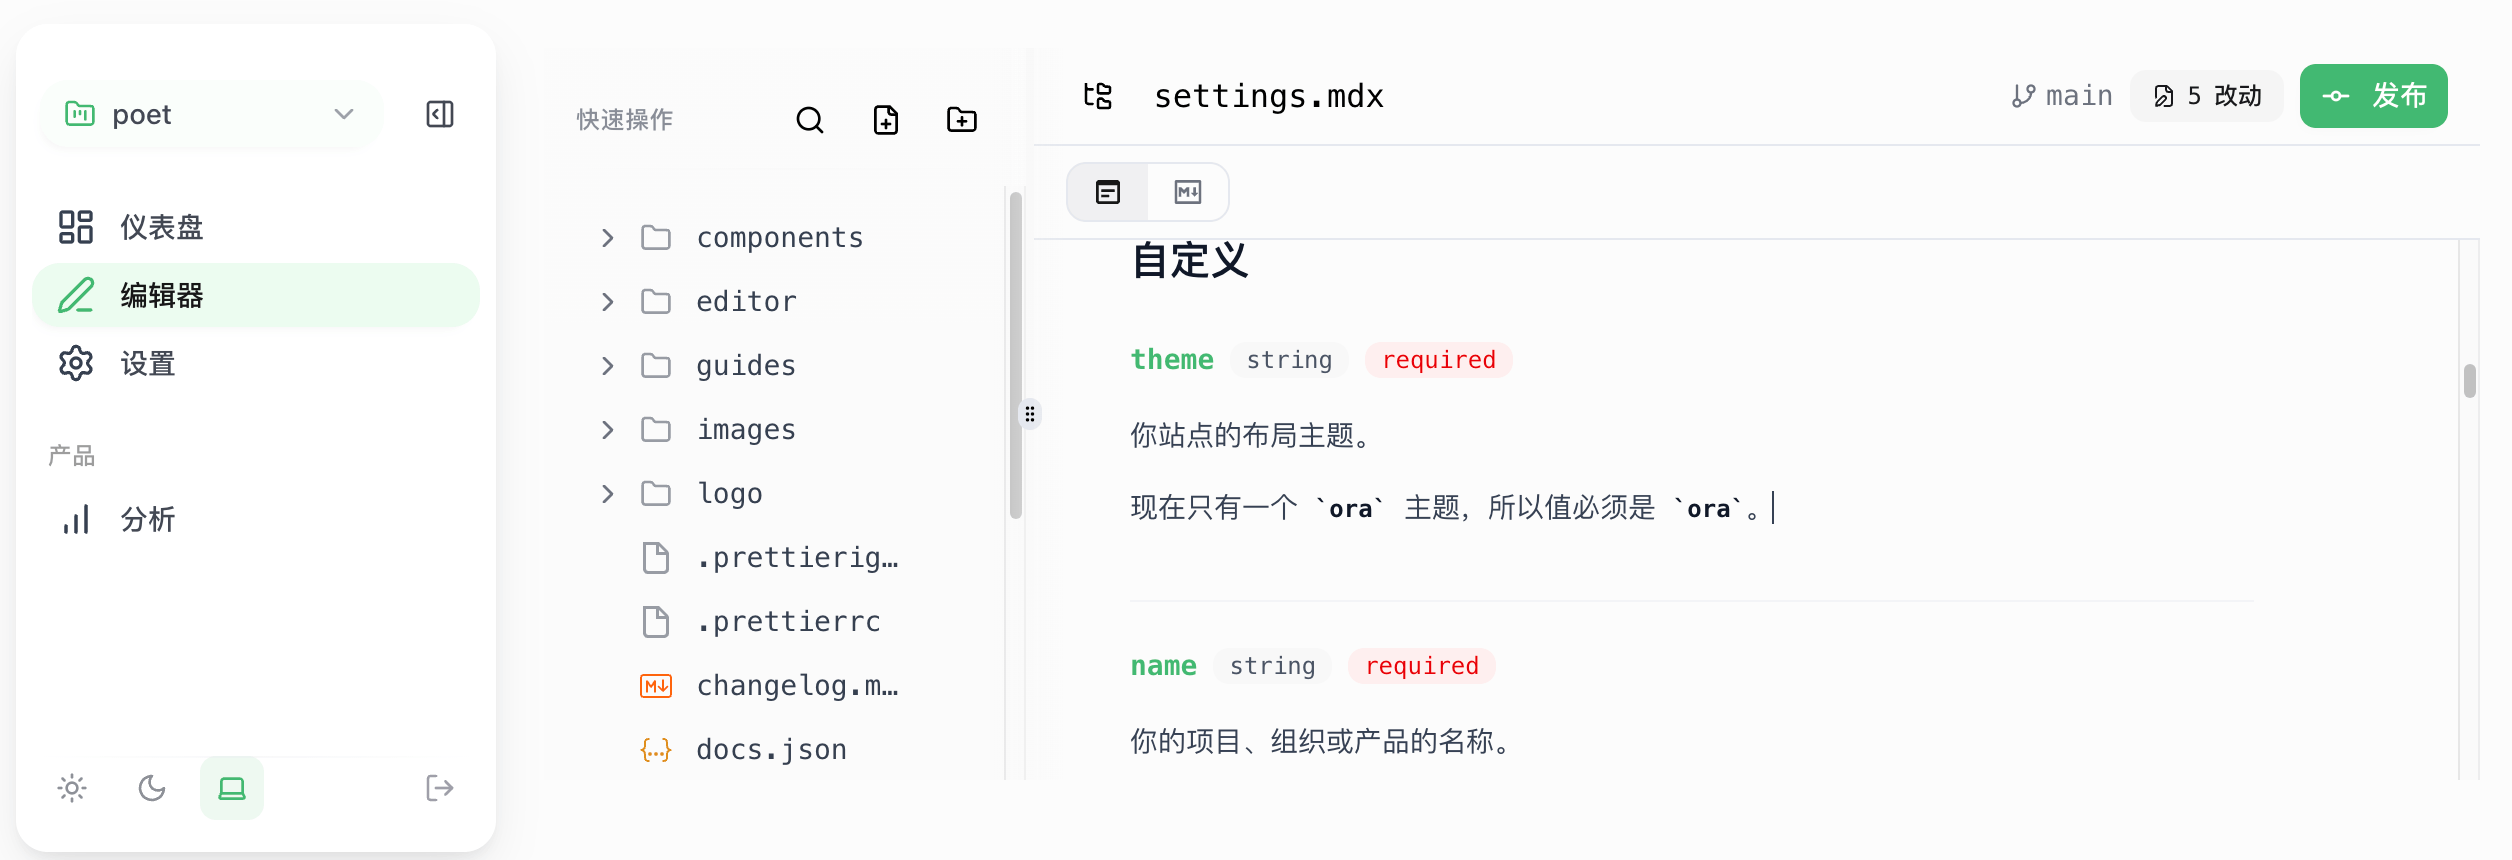 poet
仪表盘
编辑器
设置
产品
分析
快速操作
components
editor
guides
images
logo
.prettierig…
.prettierrc
changelog.m…
docs.json
settings.mdx
main
5 改动
发布
自定义
theme string required
你站点的布局主题。
现在只有一个 `ora` 主题，所以值必须是 `ora`。
name string required
你的项目、组织或产品的名称。